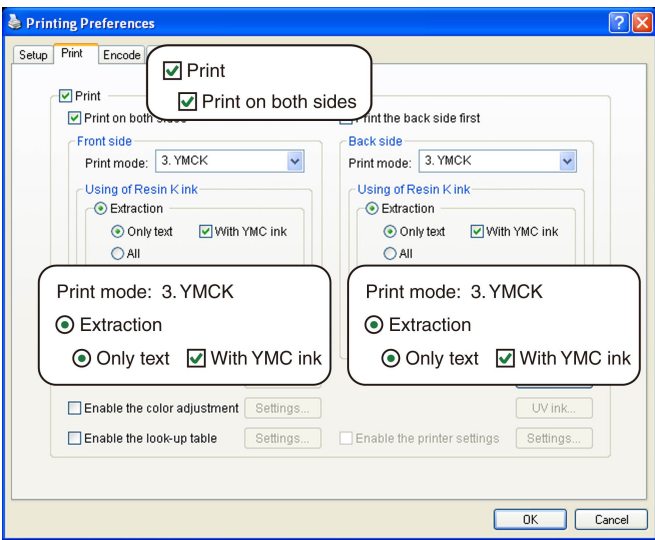 Printing Preferences
Setup Print Encode
Print
Print on both sides
Print
Print on both sides Print the back side first
Front side Back side
Print mode: 3. YMCK Print mode: 3. YMCK
Using of Resin K ink Using of Resin K ink
Extraction Extraction
Only text With YMC ink Only text With YMC ink
All All
Print mode: 3. YMCK Print mode: 3. YMCK
Extraction Extraction
Only text With YMC ink Only text With YMC ink
Enable the color adjustment Settings... UV ink...
Enable the look-up table Settings... Enable the printer settings Settings...
OK Cancel